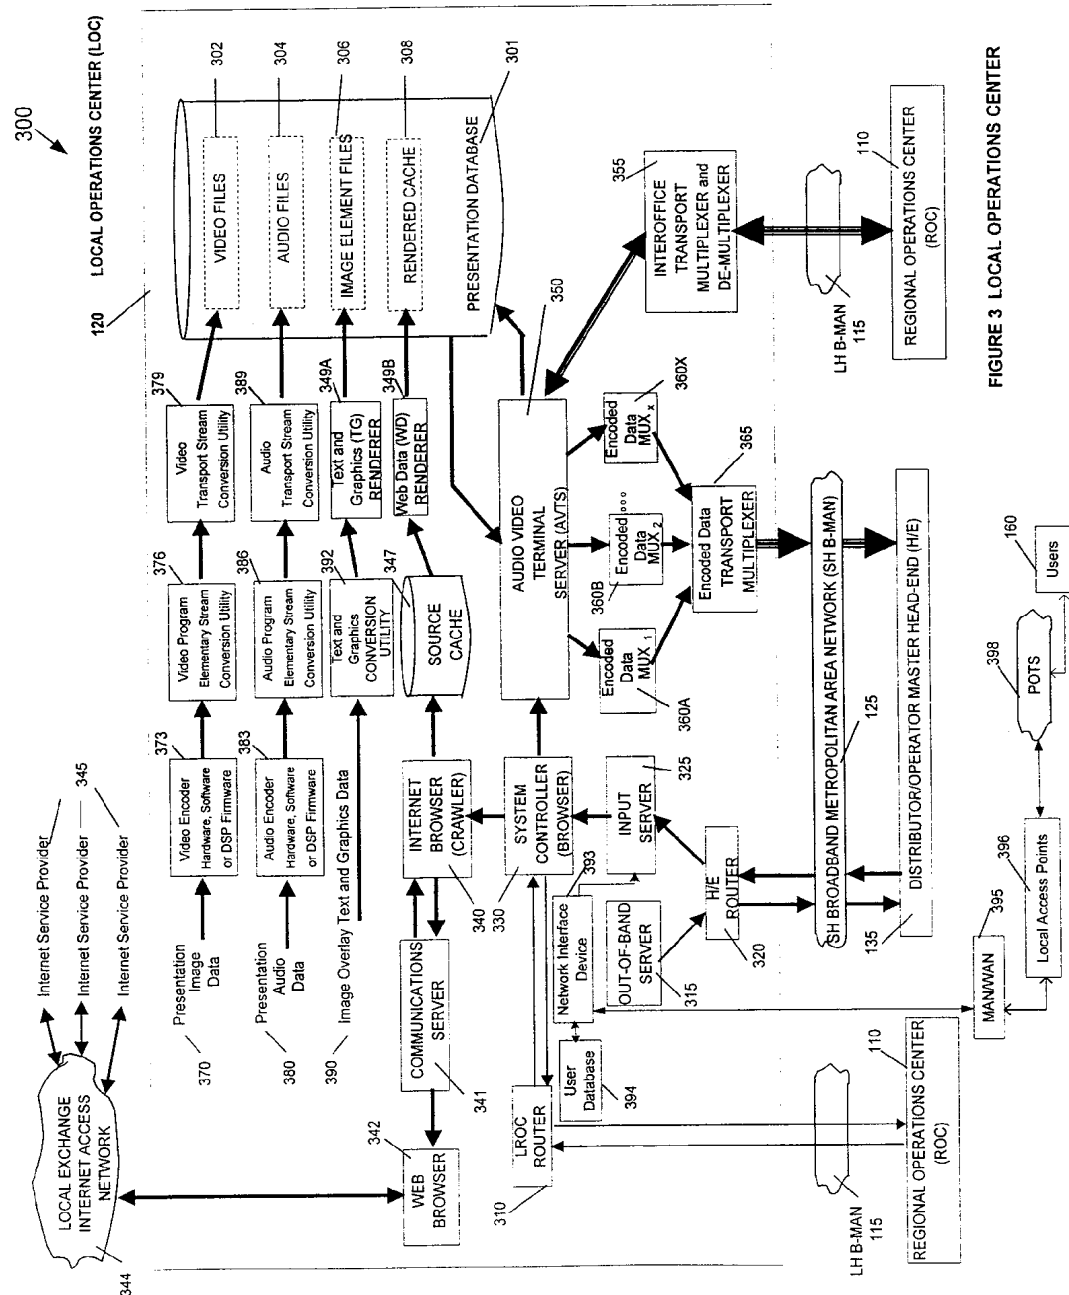 300
LOCAL OPERATIONS CENTER (LOC)
120
LOCAL EXCHANGE
INTERNET ACCESS
NETWORK
344
Internet Service Provider
Internet Service Provider
Internet Service Provider
345
Presentation
Image
Data
370
Video Encoder
Hardware, Software
or DSP Firmware
373
Video Program
Elementary Stream
Conversion Utility
376
Video
Transport Stream
Conversion Utility
379
VIDEO FILES
302
Presentation
Audio
Data
380
Audio Encoder
Hardware, Software
or DSP Firmware
383
Audio Program
Elementary Stream
Conversion Utility
386
Audio
Transport Stream
Conversion Utility
389
AUDIO FILES
304
Image Overlay Text and Graphics Data
390
Text and
Graphics
CONVERSION
UTILITY
392
Text and
Graphics (TG)
RENDERER
349A
IMAGE ELEMENT FILES
306
WEB
BROWSER
342
COMMUNICATIONS
SERVER
341
INTERNET
BROWSER
(CRAWLER)
340
SOURCE
CACHE
347
Web Data (WD)
RENDERER
349B
RENDERED CACHE
308
PRESENTATION DATABASE
301
LROC
ROUTER
310
SYSTEM
CONTROLLER
(BROWSER)
330
AUDIO VIDEO
TERMINAL
SERVER (AVTS)
350
User
Database
394
Network Interface
Device
393
OUT-OF-BAND
SERVER
315
INPUT
SERVER
325
H/E
ROUTER
320
Encoded
Data
MUX 1
360A
Encoded
Data
MUX 2
360B
Encoded
Data
MUX x
360X
Encoded Data
TRANSPORT
MULTIPLEXER
365
INTEROFFICE
TRANSPORT
MULTIPLEXER and
DE-MULTIPLEXER
355
LH B-MAN
115
SH BROADBAND METROPOLITAN AREA NETWORK (SH B-MAN)
125
LH B-MAN
115
REGIONAL OPERATIONS CENTER
(ROC)
110
DISTRIBUTOR/OPERATOR MASTER HEAD-END (H/E)
135
REGIONAL OPERATIONS CENTER
(ROC)
110
MAN/WAN
395
Local Access Points
396
POTS
398
Users
160
FIGURE 3 LOCAL OPERATIONS CENTER